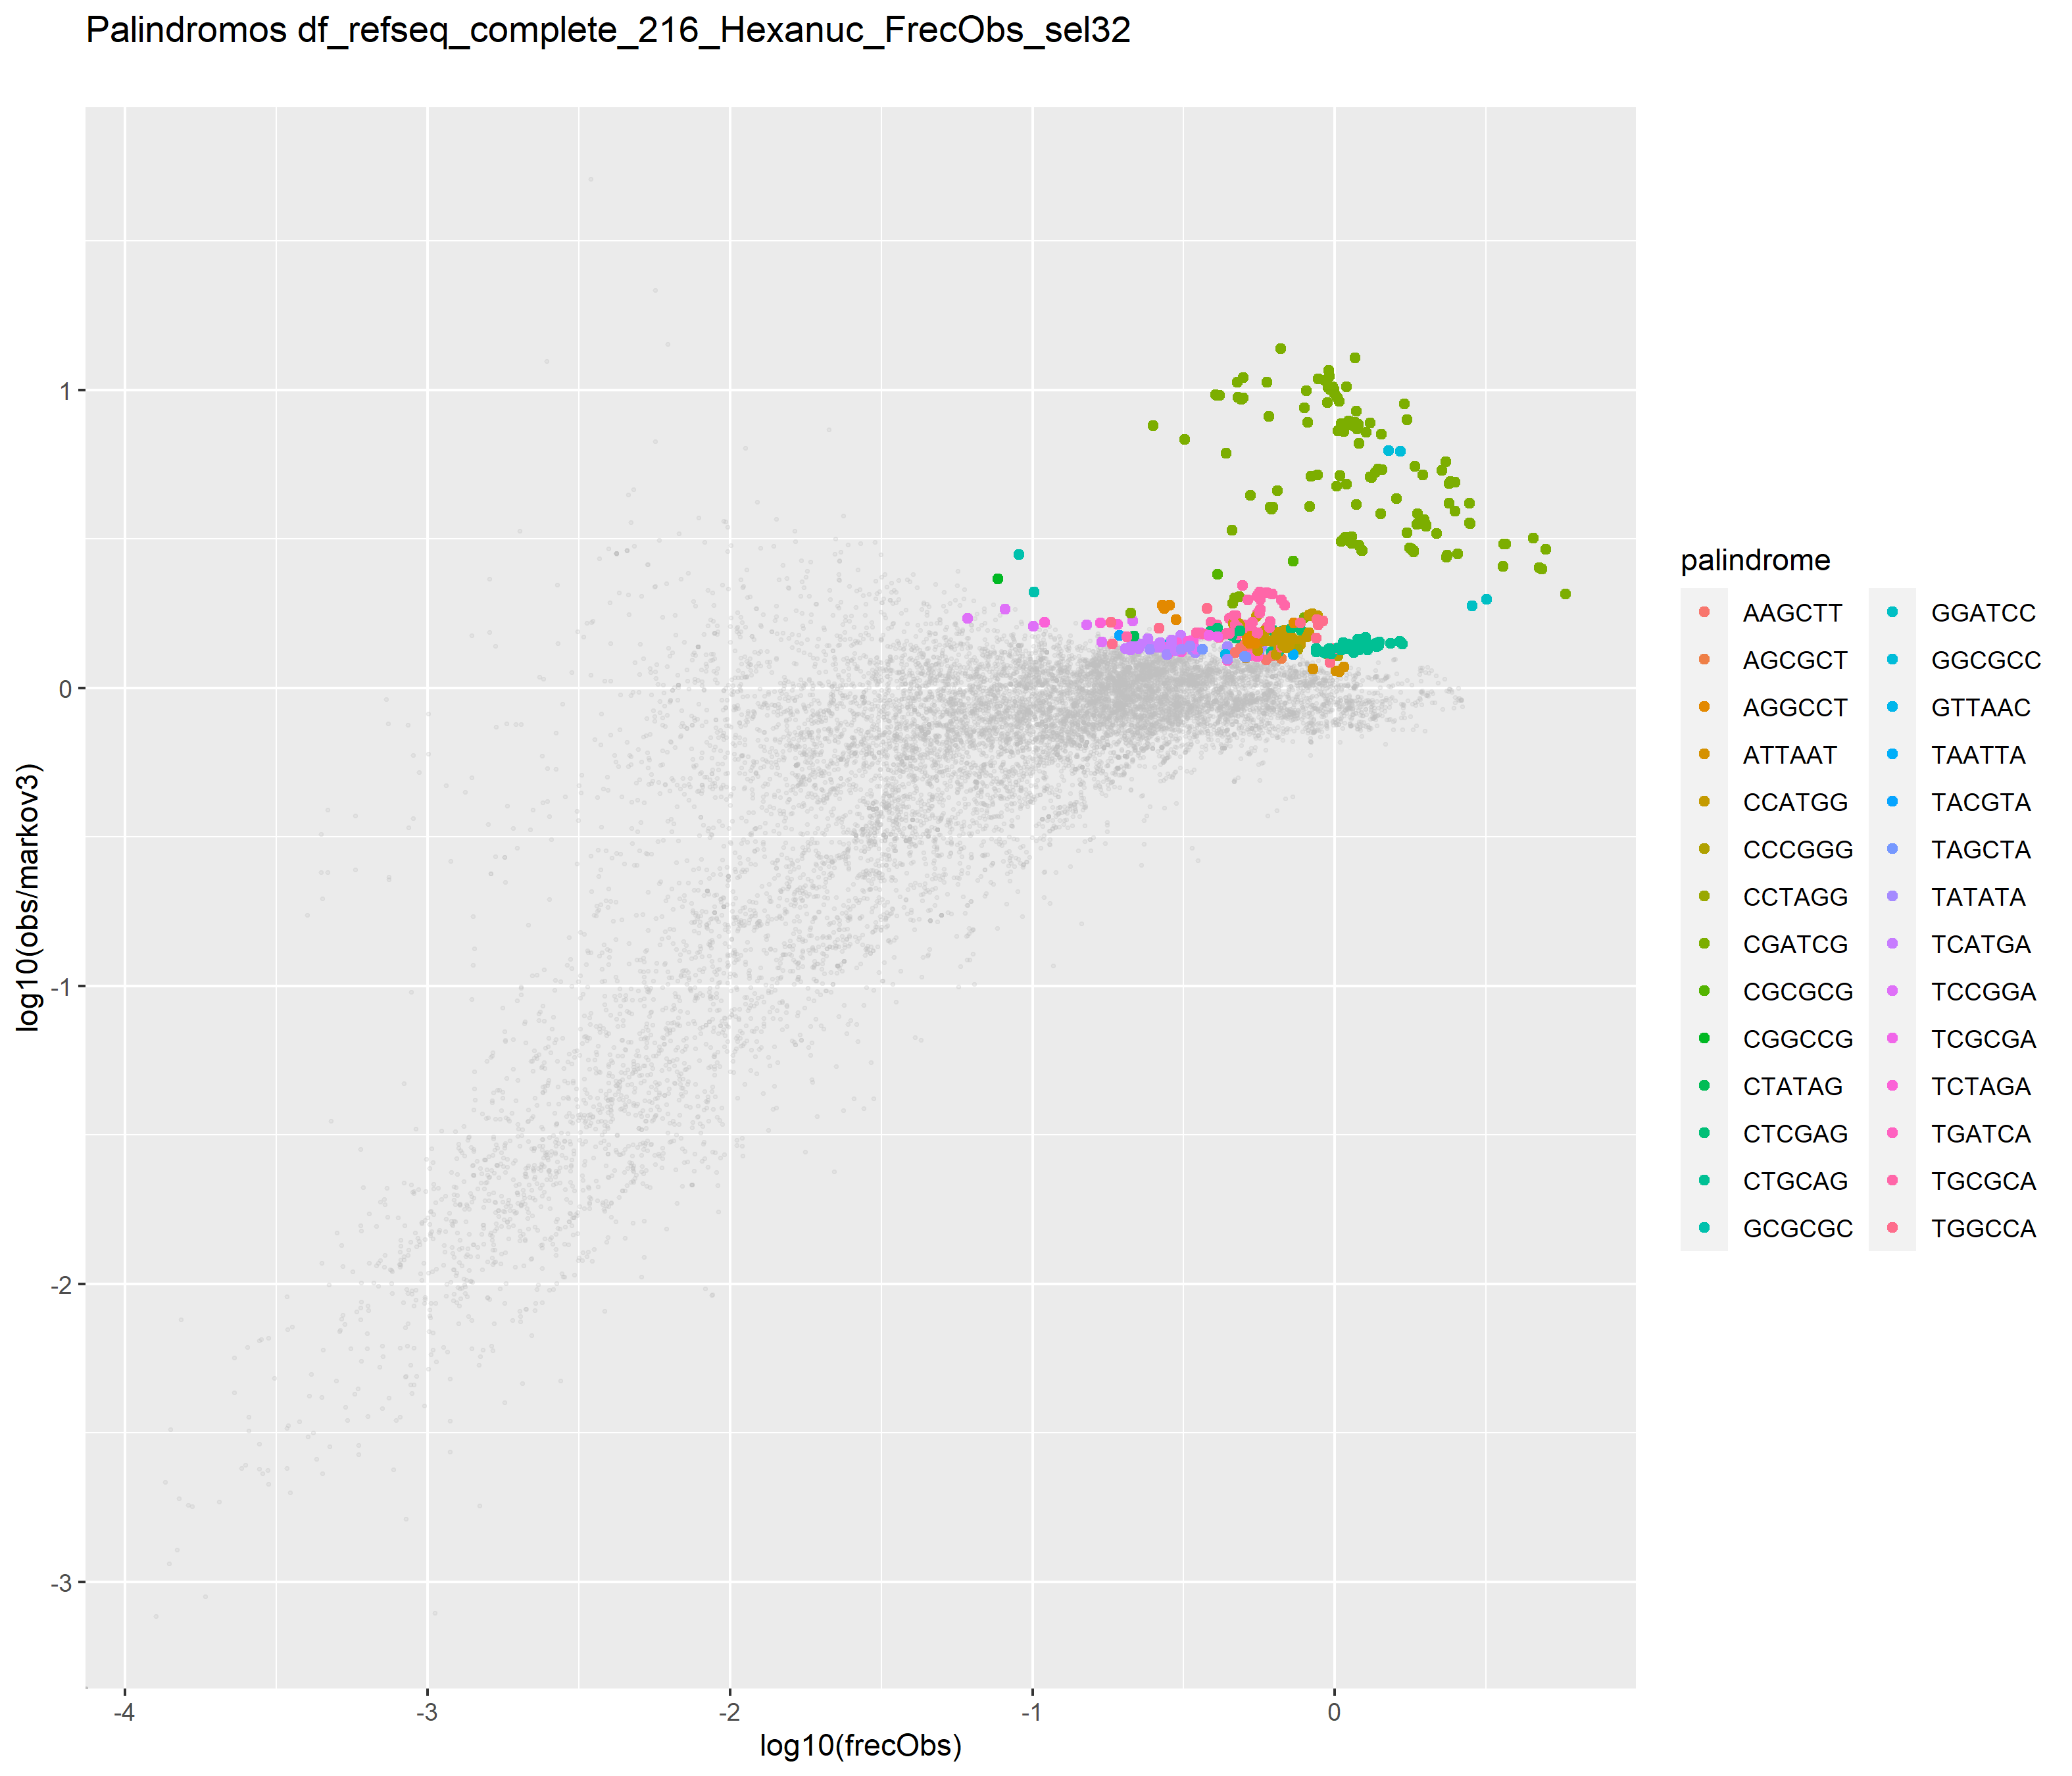 Palindromos df_refseq_complete_216_Hexanuc_FrecObs_sel32
log10(obs/markov3)
1
0
-1
-2
-3
-4
-3
-2
-1
0
log10(frecObs)
palindrome
AAGCTT
AGCGCT
AGGCCT
ATTAAT
CCATGG
CCCGGG
CCTAGG
CGATCG
CGCGCG
CGGCCG
CTATAG
CTCGAG
CTGCAG
GCGCGC
GGATCC
GGCGCC
GTTAAC
TAATTA
TACGTA
TAGCTA
TATATA
TCATGA
TCCGGA
TCGCGA
TCTAGA
TGATCA
TGCGCA
TGGCCA